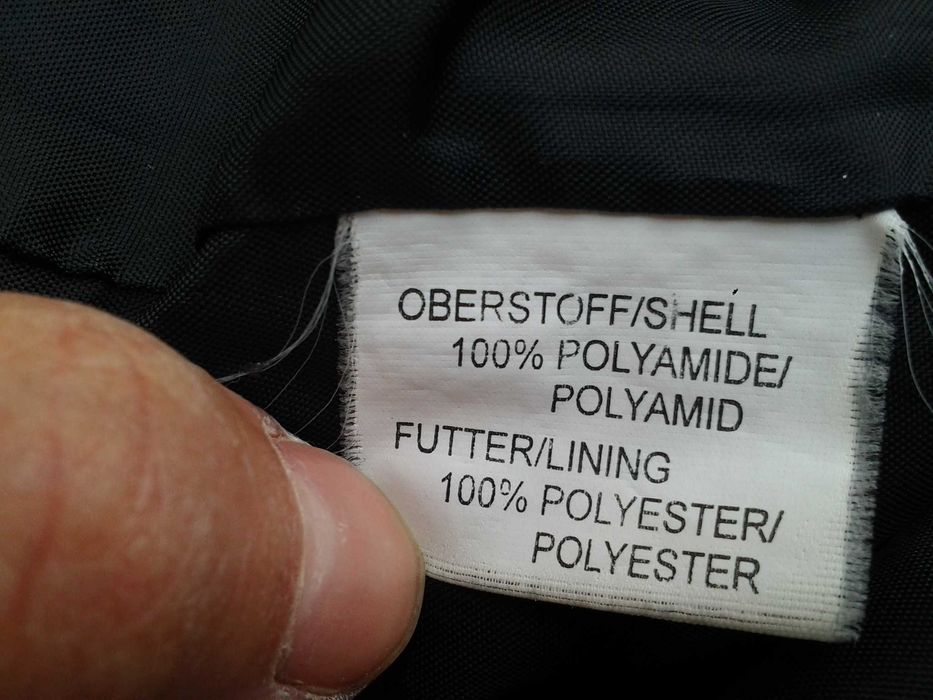 OBERSTOFF/SHELL
100% POLYAMIDE/
POLYAMID
FUTTER/LINING
100% POLYESTER/
POLYESTER